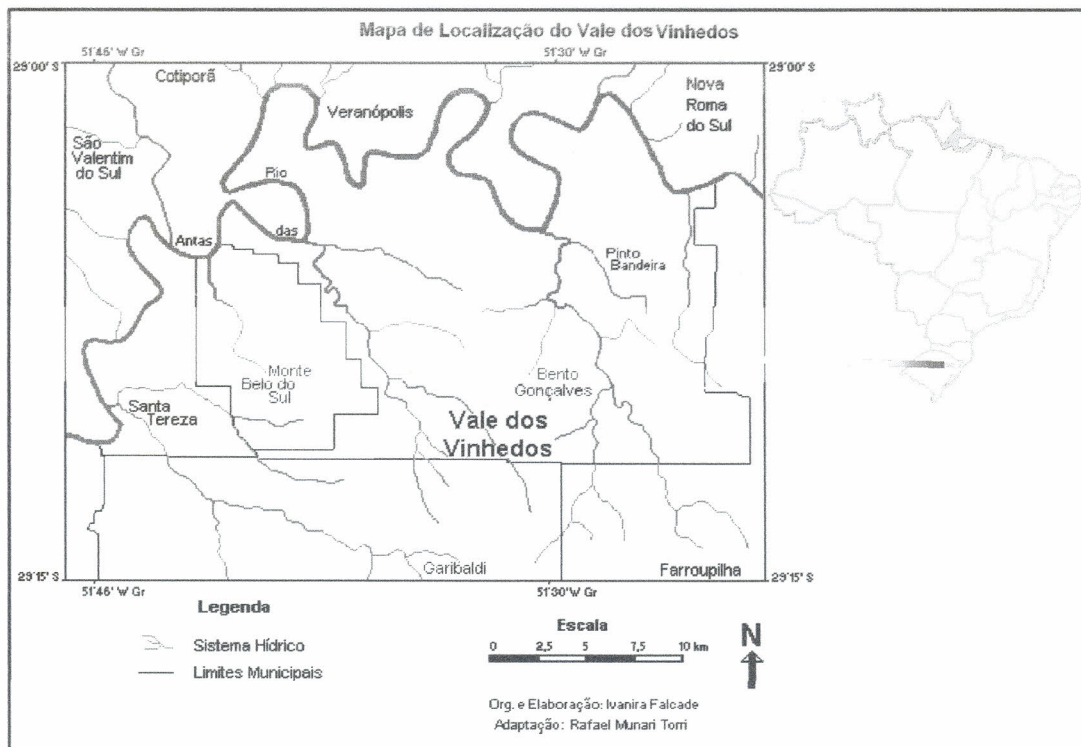 Mapa de Localização do Vale dos Vinhedos
51'46' W Gr
51'30' W Gr
29'00' S
29'00' S
Cotiporã
Veranópolis
Nova
Roma
do Sul
São
Valentim
do Sul
Rio
das
Antas
Pinto
Bandeira
Monte
Belo do
Sul
Bento
Gonçalves
Santa
Tereza
Vale dos
Vinhedos
Garibaldi
Farroupilha
29'15' S
29'15' S
51'46' W Gr
51'30' W Gr
Legenda
Sistema Hídrico
Limites Municipais
Escala
0 2,5 5 7,5 10 km
N
Org. e Elaboração: Ivanira Falcade
Adaptação: Rafael Munari Torri